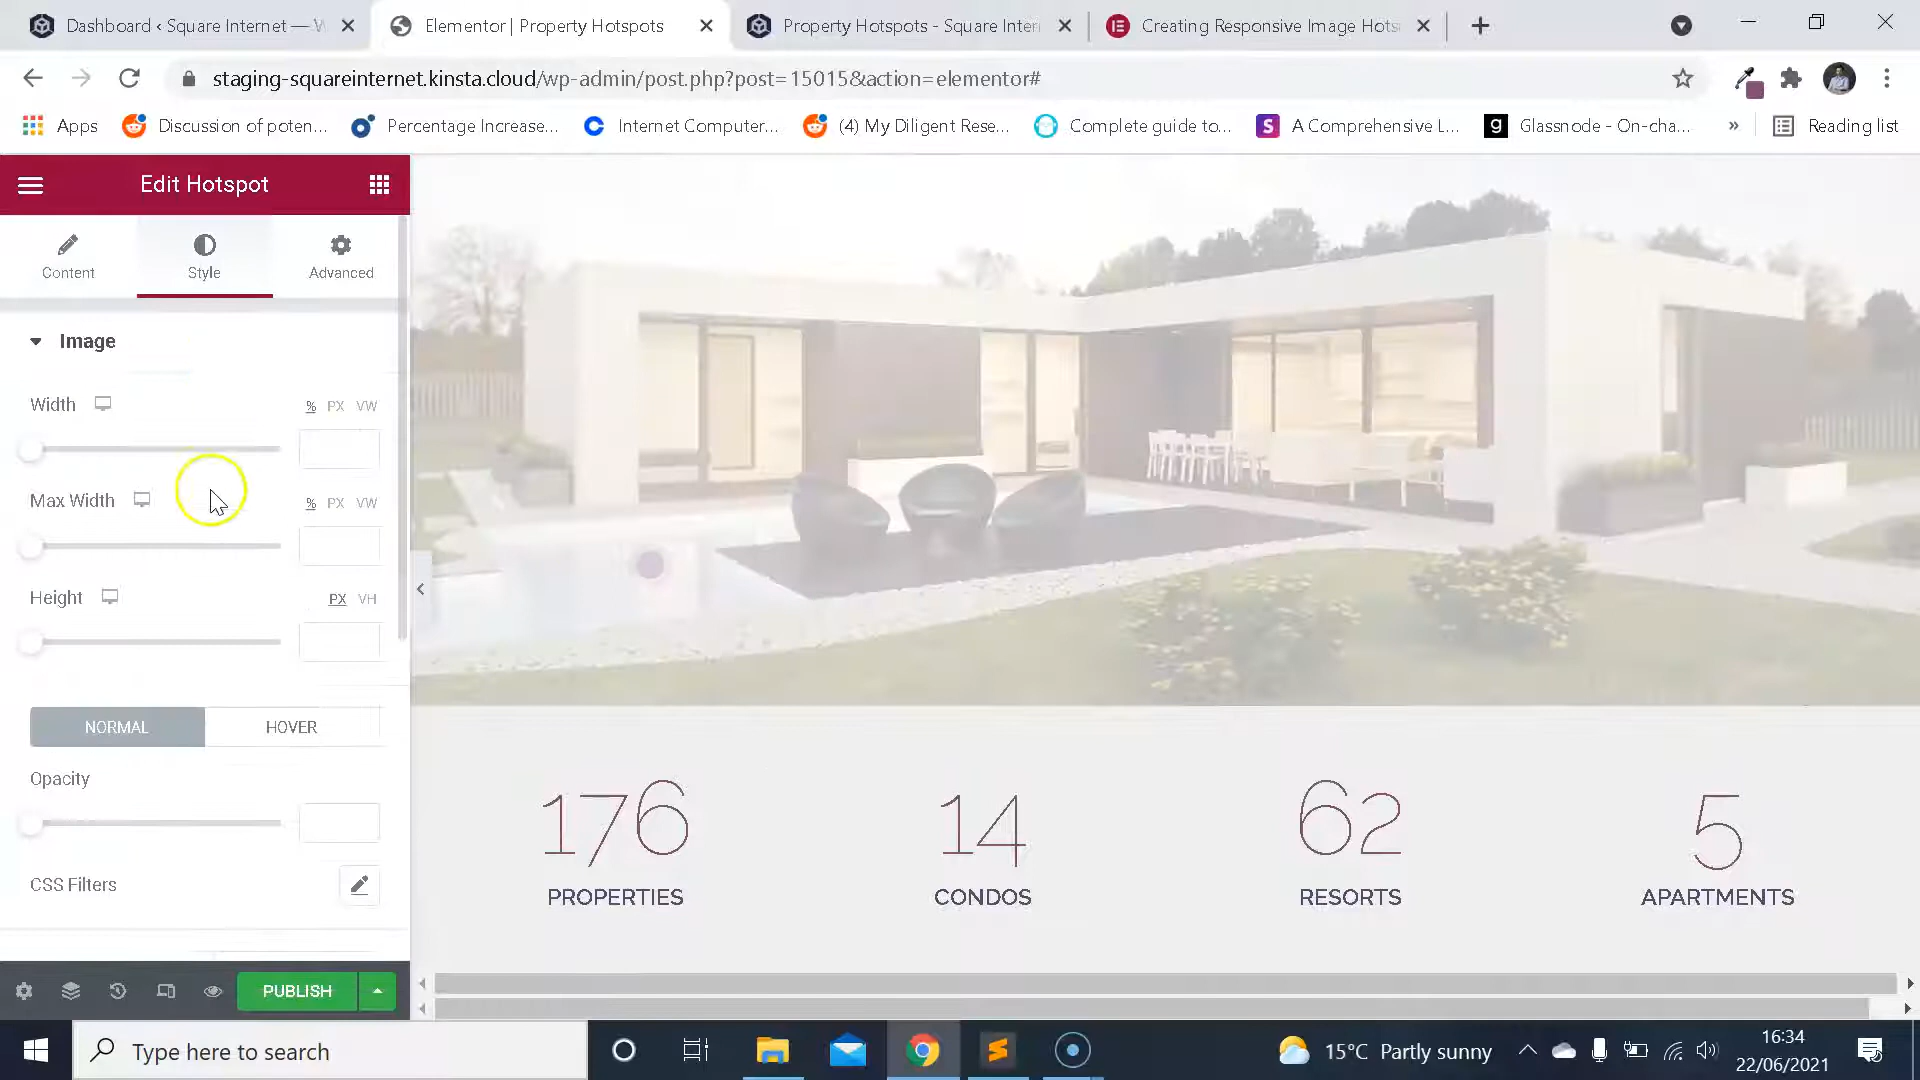 Dashboard ‹ Square Internet — W
Elementor | Property Hotspots
Property Hotspots - Square Inter
Creating Responsive Image Hots
staging-squareinternet.kinsta.cloud/wp-admin/post.php?post=15015&action=elementor#
Apps
Discussion of poten...
Percentage Increase...
Internet Computer...
(4) My Diligent Rese...
Complete guide to...
S
A Comprehensive L...
g
Glassnode - On-cha...
»
Reading list
Edit Hotspot
Content
Style
Advanced
Image
Width
% PX VW
Max Width
% PX VW
Height
PX VH
NORMAL
HOVER
Opacity
CSS Filters
PUBLISH
176
PROPERTIES
14
CONDOS
62
RESORTS
5
APARTMENTS
Type here to search
15°C Partly sunny
16:34
22/06/2021